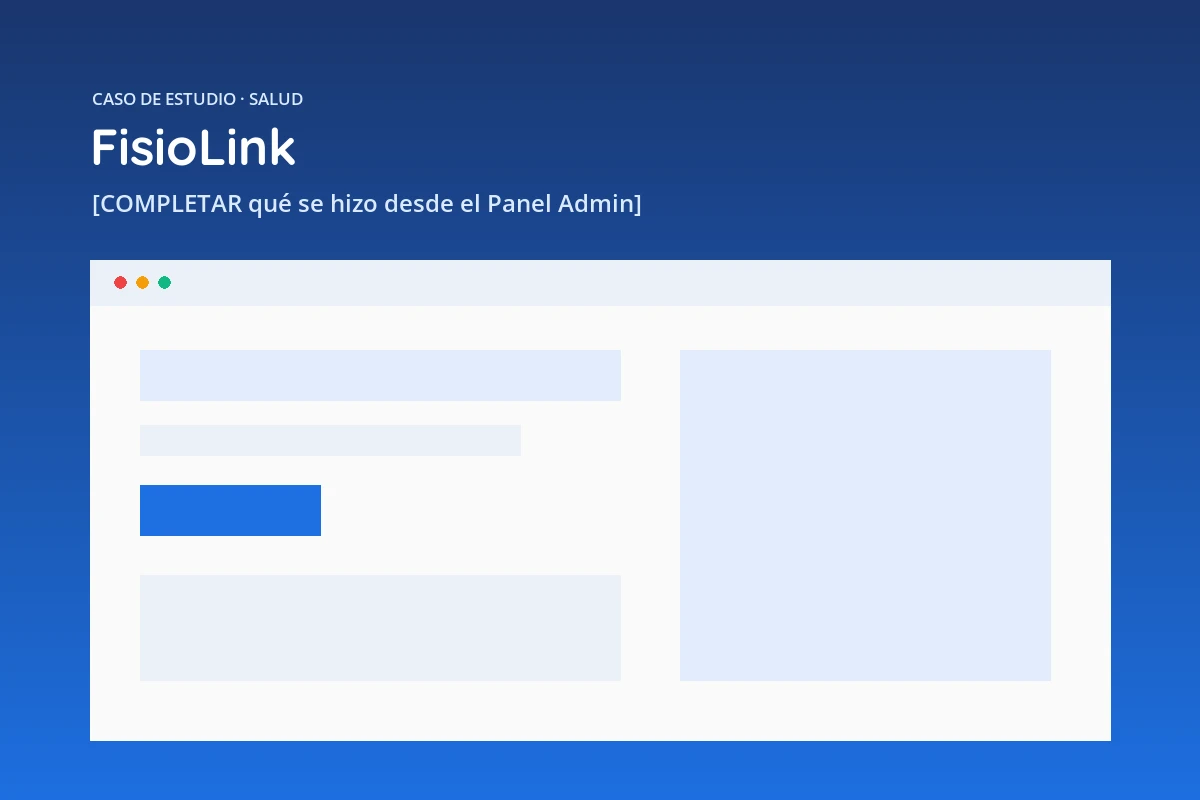 CASO DE ESTUDIO · SALUD
FisioLink
[COMPLETAR qué se hizo desde el Panel Admin]